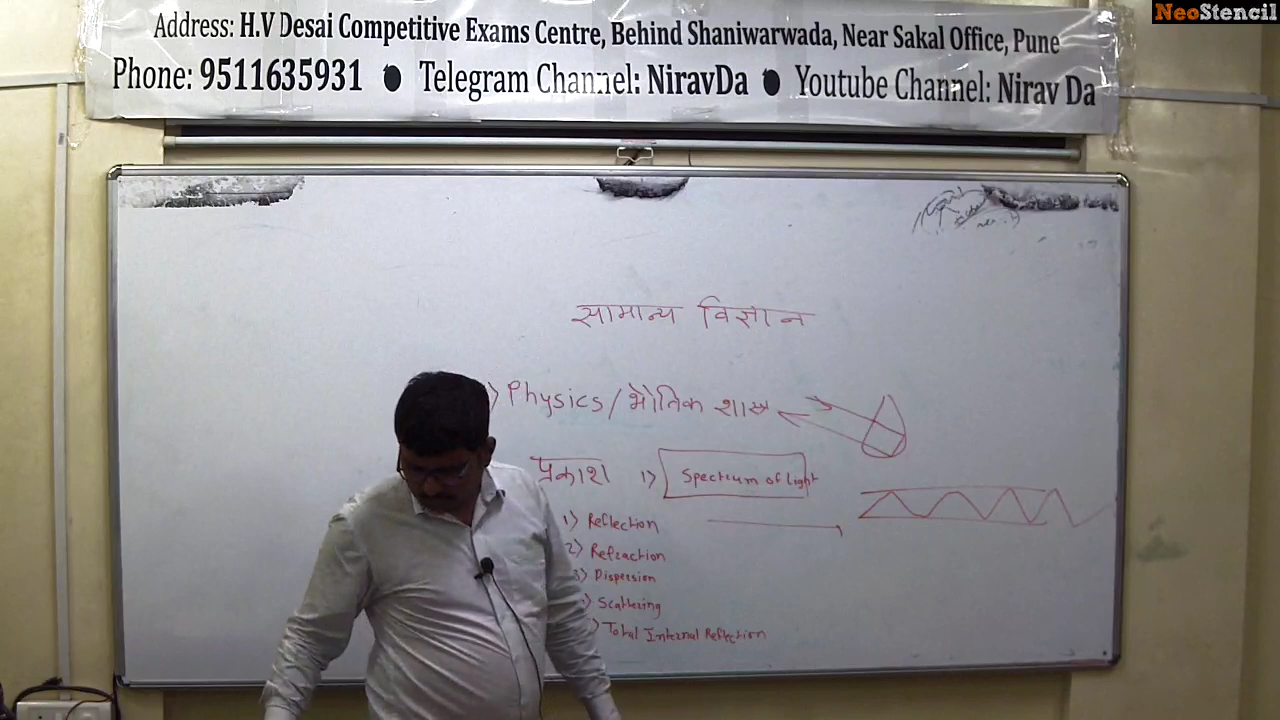 NeoStencil
Address: H.V Desai Competitive Exams Centre, Behind Shaniwarwada, Near Sakal Office, Pune
Phone: 9511635931 ● Telegram Channel: NiravDa ● Youtube Channel: Nirav Da
सामान्य विज्ञान
Physics/भौतिक शास्त्र
प्रकाश 1) Spectrum of Light
1) Reflection
2) Refraction
3) Dispersion
Scattering
Total Internal Reflection